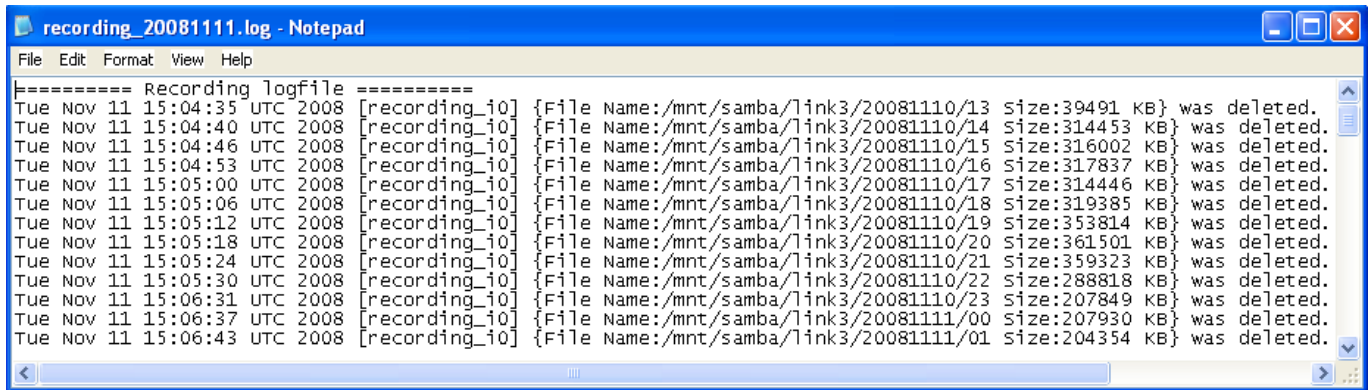 recording_20081111.log - Notepad
File Edit Format View Help
========== Recording logfile ==========
Tue Nov 11 15:04:35 UTC 2008 [recording_i0] {File Name:/mnt/samba/link3/20081110/13 Size:39491 KB} was deleted.
Tue Nov 11 15:04:40 UTC 2008 [recording_i0] {File Name:/mnt/samba/link3/20081110/14 Size:314453 KB} was deleted.
Tue Nov 11 15:04:46 UTC 2008 [recording_i0] {File Name:/mnt/samba/link3/20081110/15 Size:316002 KB} was deleted.
Tue Nov 11 15:04:53 UTC 2008 [recording_i0] {File Name:/mnt/samba/link3/20081110/16 Size:317837 KB} was deleted.
Tue Nov 11 15:05:00 UTC 2008 [recording_i0] {File Name:/mnt/samba/link3/20081110/17 Size:314446 KB} was deleted.
Tue Nov 11 15:05:06 UTC 2008 [recording_i0] {File Name:/mnt/samba/link3/20081110/18 Size:319385 KB} was deleted.
Tue Nov 11 15:05:12 UTC 2008 [recording_i0] {File Name:/mnt/samba/link3/20081110/19 Size:353814 KB} was deleted.
Tue Nov 11 15:05:18 UTC 2008 [recording_i0] {File Name:/mnt/samba/link3/20081110/20 Size:361501 KB} was deleted.
Tue Nov 11 15:05:24 UTC 2008 [recording_i0] {File Name:/mnt/samba/link3/20081110/21 Size:359323 KB} was deleted.
Tue Nov 11 15:05:30 UTC 2008 [recording_i0] {File Name:/mnt/samba/link3/20081110/22 Size:288818 KB} was deleted.
Tue Nov 11 15:06:31 UTC 2008 [recording_i0] {File Name:/mnt/samba/link3/20081110/23 Size:207849 KB} was deleted.
Tue Nov 11 15:06:37 UTC 2008 [recording_i0] {File Name:/mnt/samba/link3/20081111/00 Size:207930 KB} was deleted.
Tue Nov 11 15:06:43 UTC 2008 [recording_i0] {File Name:/mnt/samba/link3/20081111/01 Size:204354 KB} was deleted.